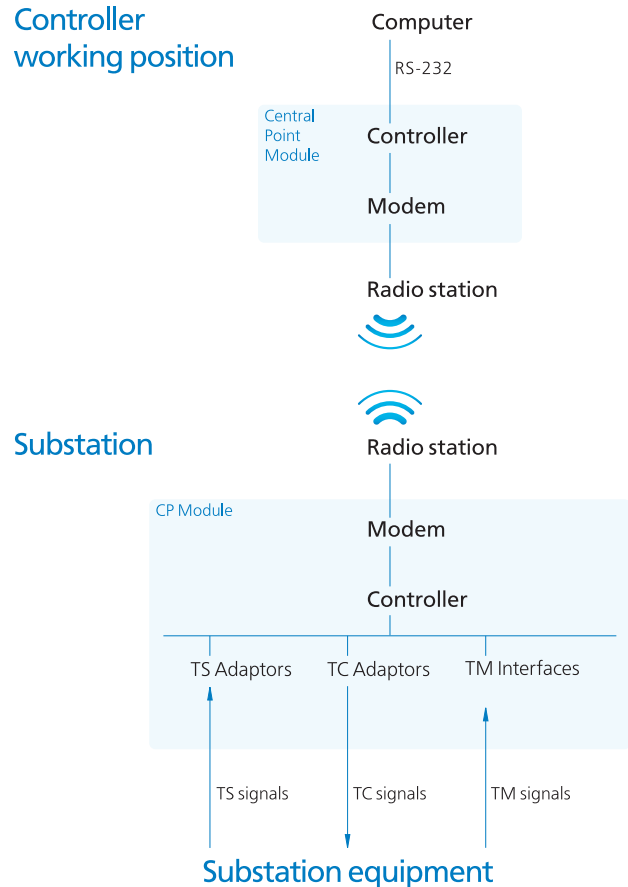 Controller
working position
Computer
RS-232
Central
Point
Module
Controller
Modem
Radio station
Substation
Radio station
CP Module
Modem
Controller
TS Adaptors
TC Adaptors
TM Interfaces
TS signals
TC signals
TM signals
Substation equipment